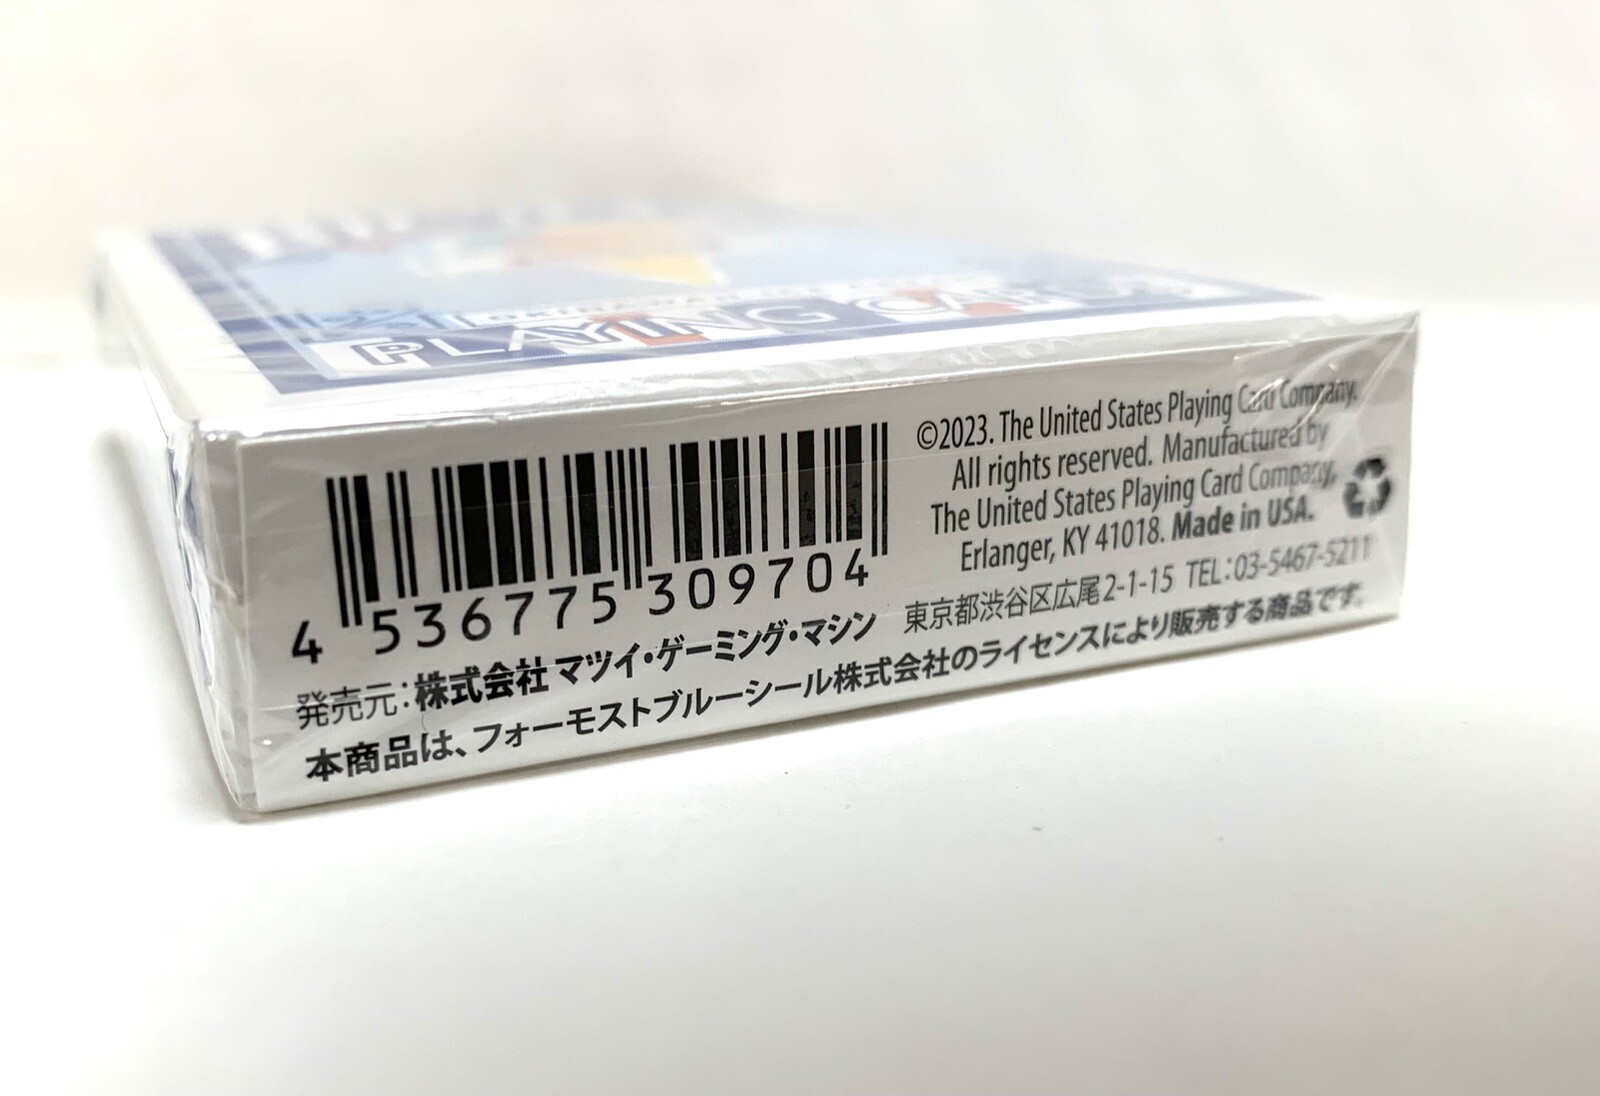 PLAYING CARDS
4 536775 309704
©2023. The United States Playing Card Company.
All rights reserved. Manufactured by
The United States Playing Card Company,
Erlanger, KY 41018. Made in USA.
発売元：株式会社 マツイ・ゲーミング・マシン 東京都渋谷区広尾2-1-15 TEL：03-5467-5211
本商品は、フォーモストブルーシール株式会社のライセンスにより販売する商品です。